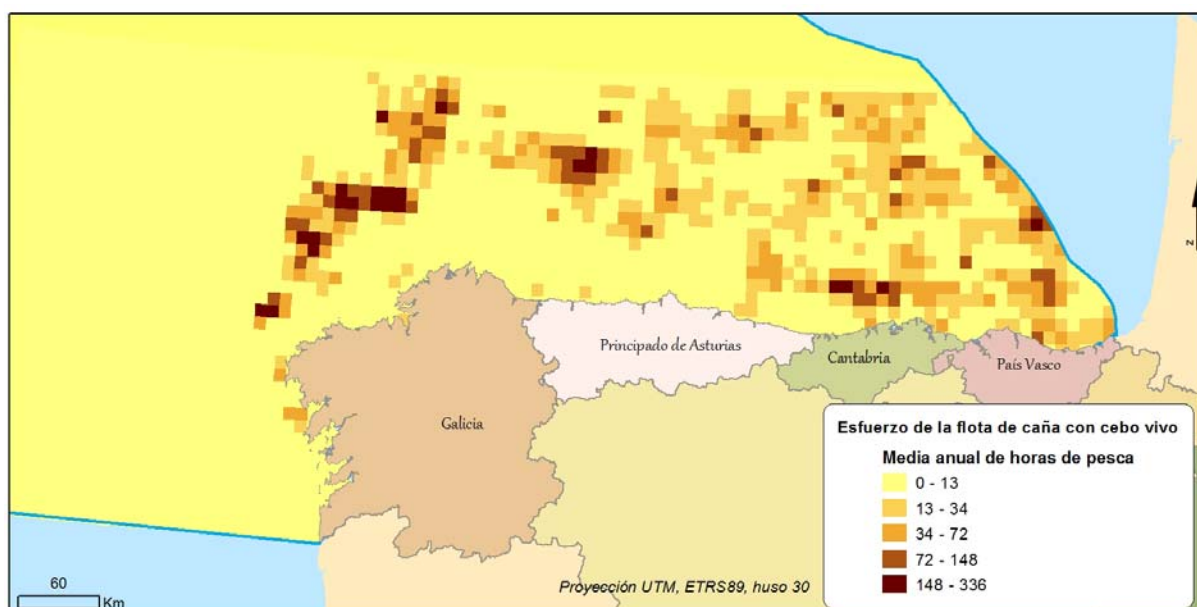 Galicia
Principado de Asturias
Cantabria
País Vasco
Esfuerzo de la flota de caña con cebo vivo
Media anual de horas de pesca
0 - 13
13 - 34
34 - 72
72 - 148
148 - 336
60
Km
Proyección UTM, ETRS89, huso 30
N